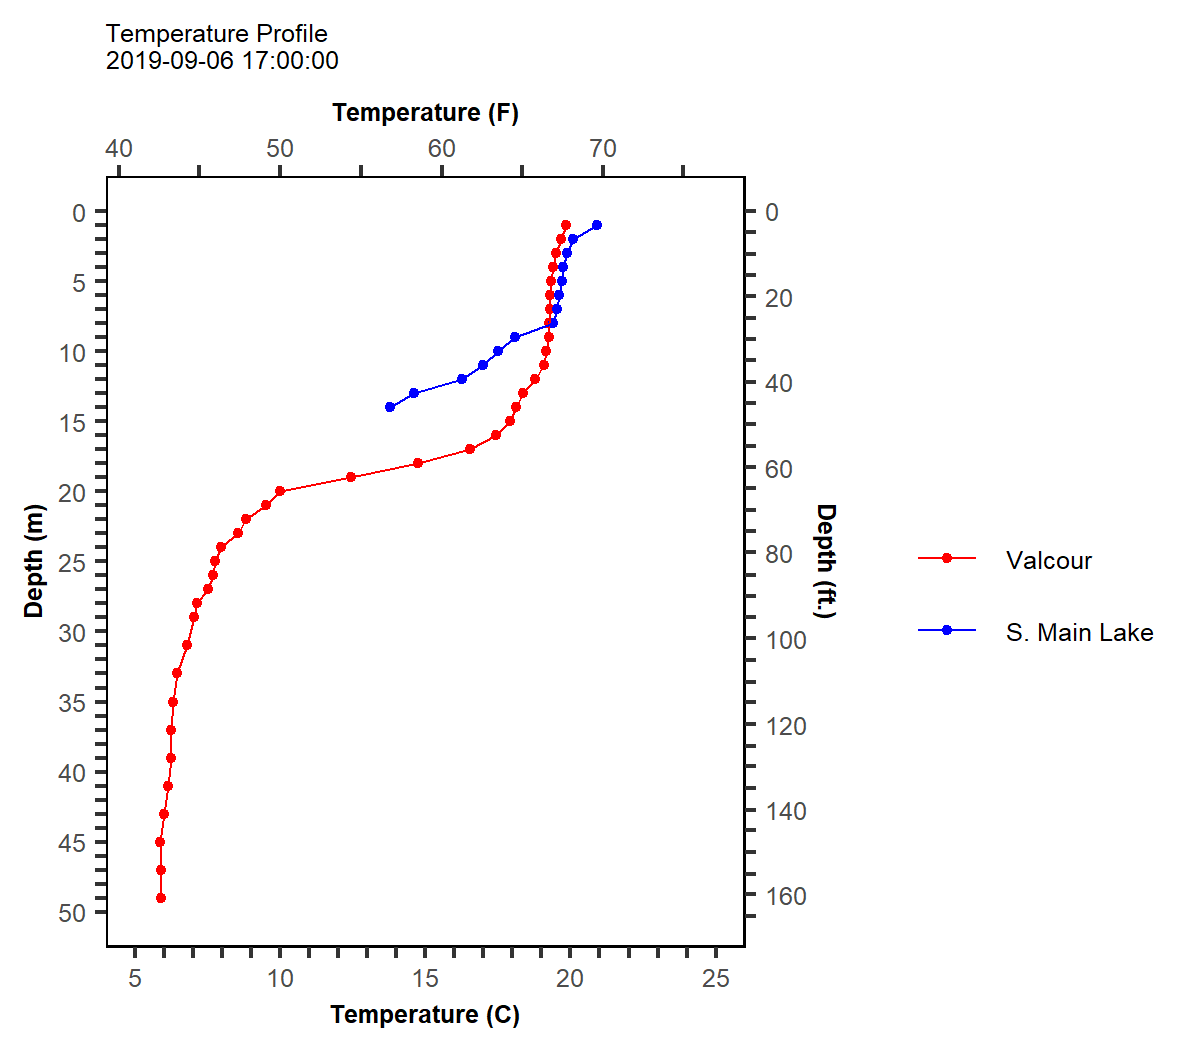 Temperature Profile
2019-09-06 17:00:00
Temperature (F)
40 50 60 70
0
5
10
15
20
25
30
35
40
45
50
Depth (m)
0
20
40
60
80
100
120
140
160
Depth (ft.)
Valcour
S. Main Lake
5 10 15 20 25
Temperature (C)